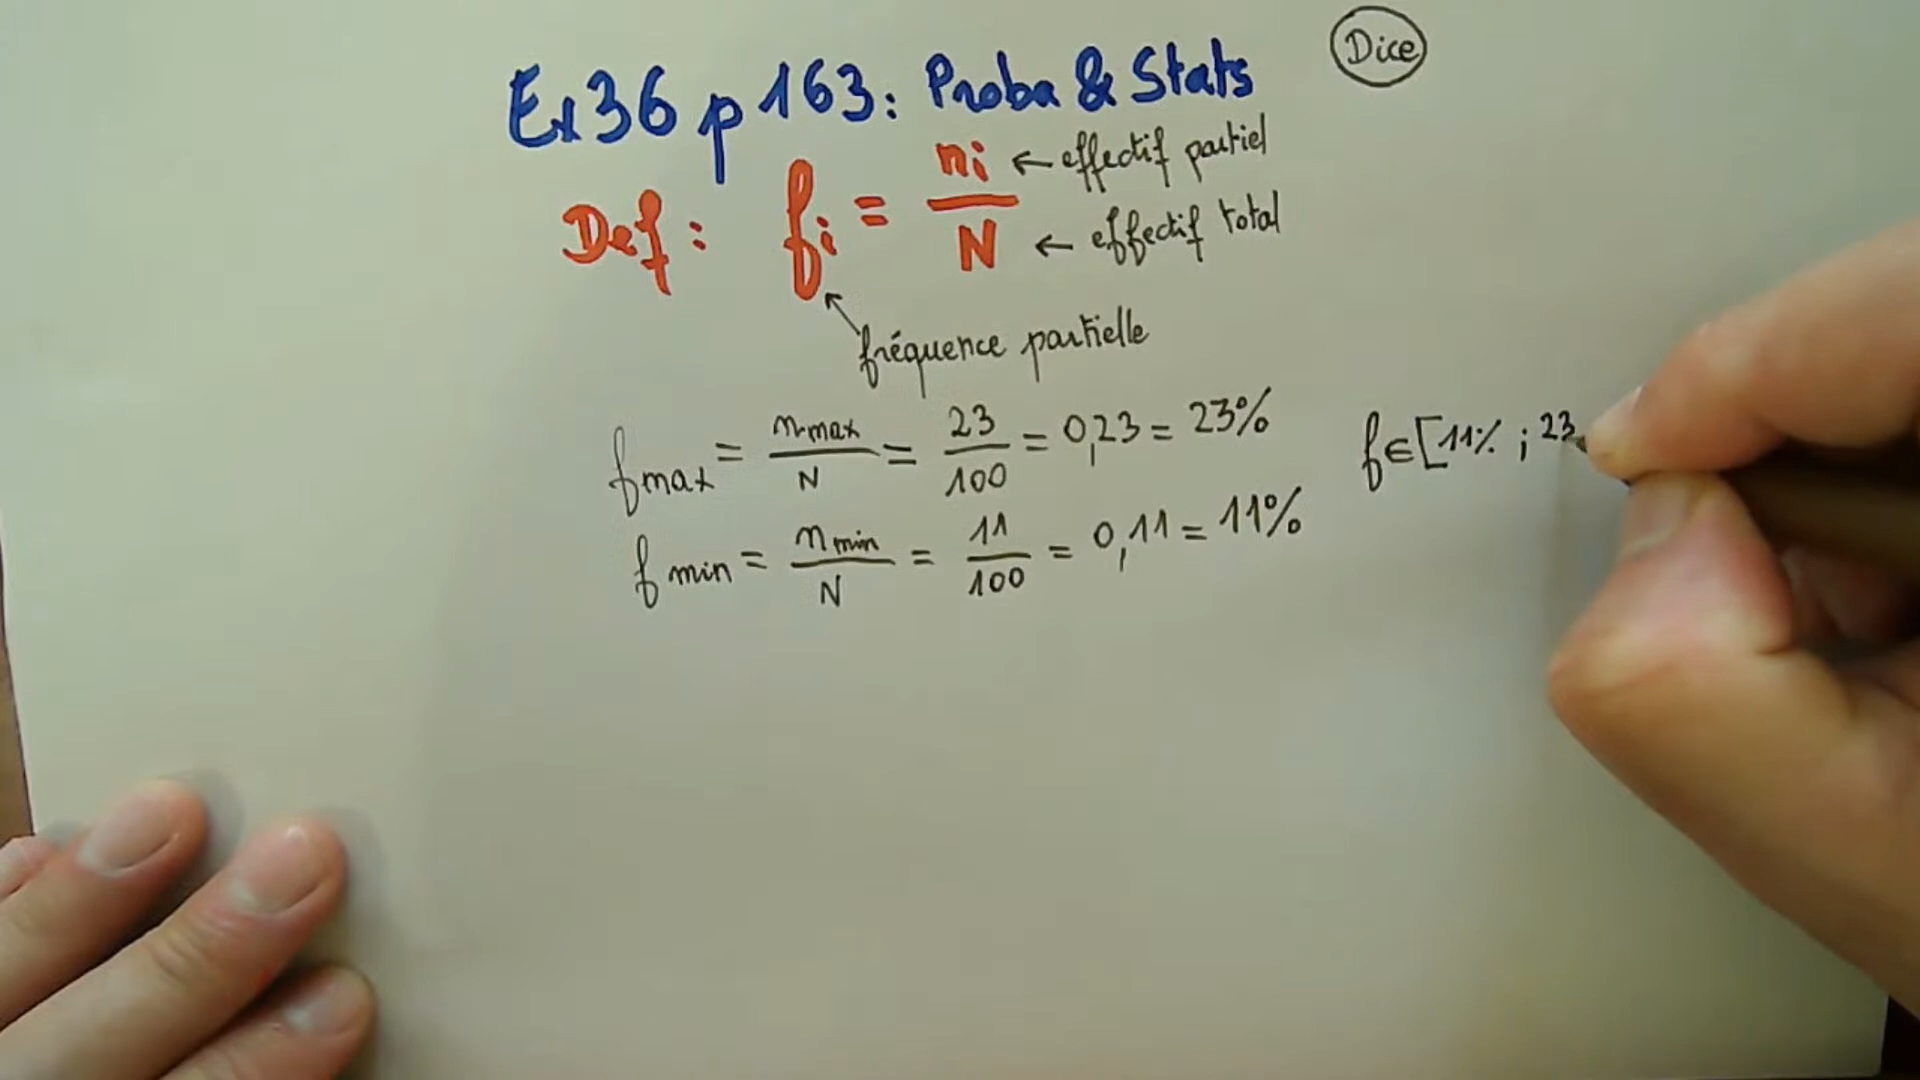 Ex36 p163: Proba & Stats
Dice
Def: fi = ni / N
← effectif partiel
← effectif total
fréquence partielle
fmax = nmax / N = 23 / 100 = 0,23 = 23%
f ∈ [11% ; 23
fmin = nmin / N = 11 / 100 = 0,11 = 11%